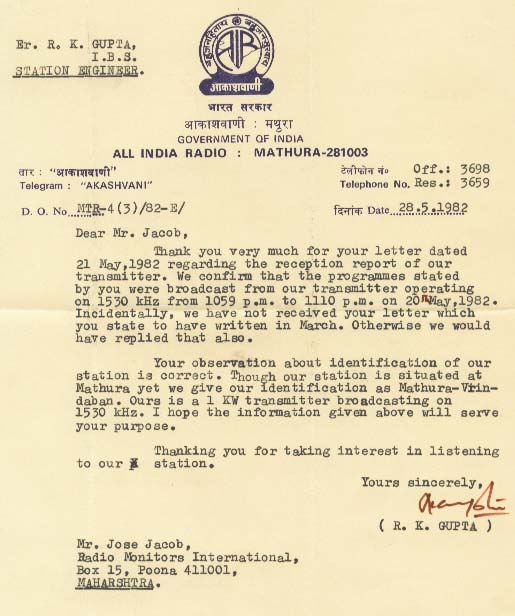 Er. R. K. GUPTA,
I.B.S.
STATION ENGINEER.
बहुजनहिताय बहुजनसुखाय
आकाशवाणी
भारत सरकार
आकाशवाणी : मथुरा
GOVERNMENT OF INDIA
ALL INDIA RADIO : MATHURA-281003
तार : "आकाशवाणी"
Telegram : "AKASHVANI"
टेलीफोन नं० Off.: 3698
Telephone No. Res.: 3659
D. O. No. MTR-4(3)/82-E/
दिनांक Date 28.5.1982
Dear Mr. Jacob,
Thank you very much for your letter dated
21 May,1982 regarding the reception report of our
transmitter. We confirm that the programmes stated
by you were broadcast from our transmitter operating
on 1530 kHz from 1059 p.m. to 1110 p.m. on 20 May,1982.
Incidentally, we have not received your letter which
you state to have written in March. Otherwise we would
have replied that also.
Your observation about identification of our
station is correct. Though our station is situated at
Mathura yet we give our identification as Mathura-Vrin-
daban. Ours is a 1 KW transmitter broadcasting on
1530 kHz. I hope the information given above will serve
your purpose.
Thanking you for taking interest in listening
to our station.
Yours sincerely,
( R. K. GUPTA )
Mr. Jose Jacob,
Radio Monitors International,
Box 15, Poona 411001,
MAHARSHTRA.